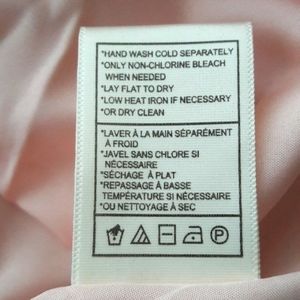 *HAND WASH COLD SEPARATELY
*ONLY NON-CHLORINE BLEACH
WHEN NEEDED
*LAY FLAT TO DRY
*LOW HEAT IRON IF NECESSARY
*OR DRY CLEAN
*LAVER À LA MAIN SÉPARÉMENT
À FROID
*JAVEL SANS CHLORE SI
NÉCESSAIRE
*SÉCHAGE À PLAT
*REPASSAGE À BASSE
TEMPÉRATURE SI NÉCESSAIRE
*OU NETTOYAGE À SEC
P